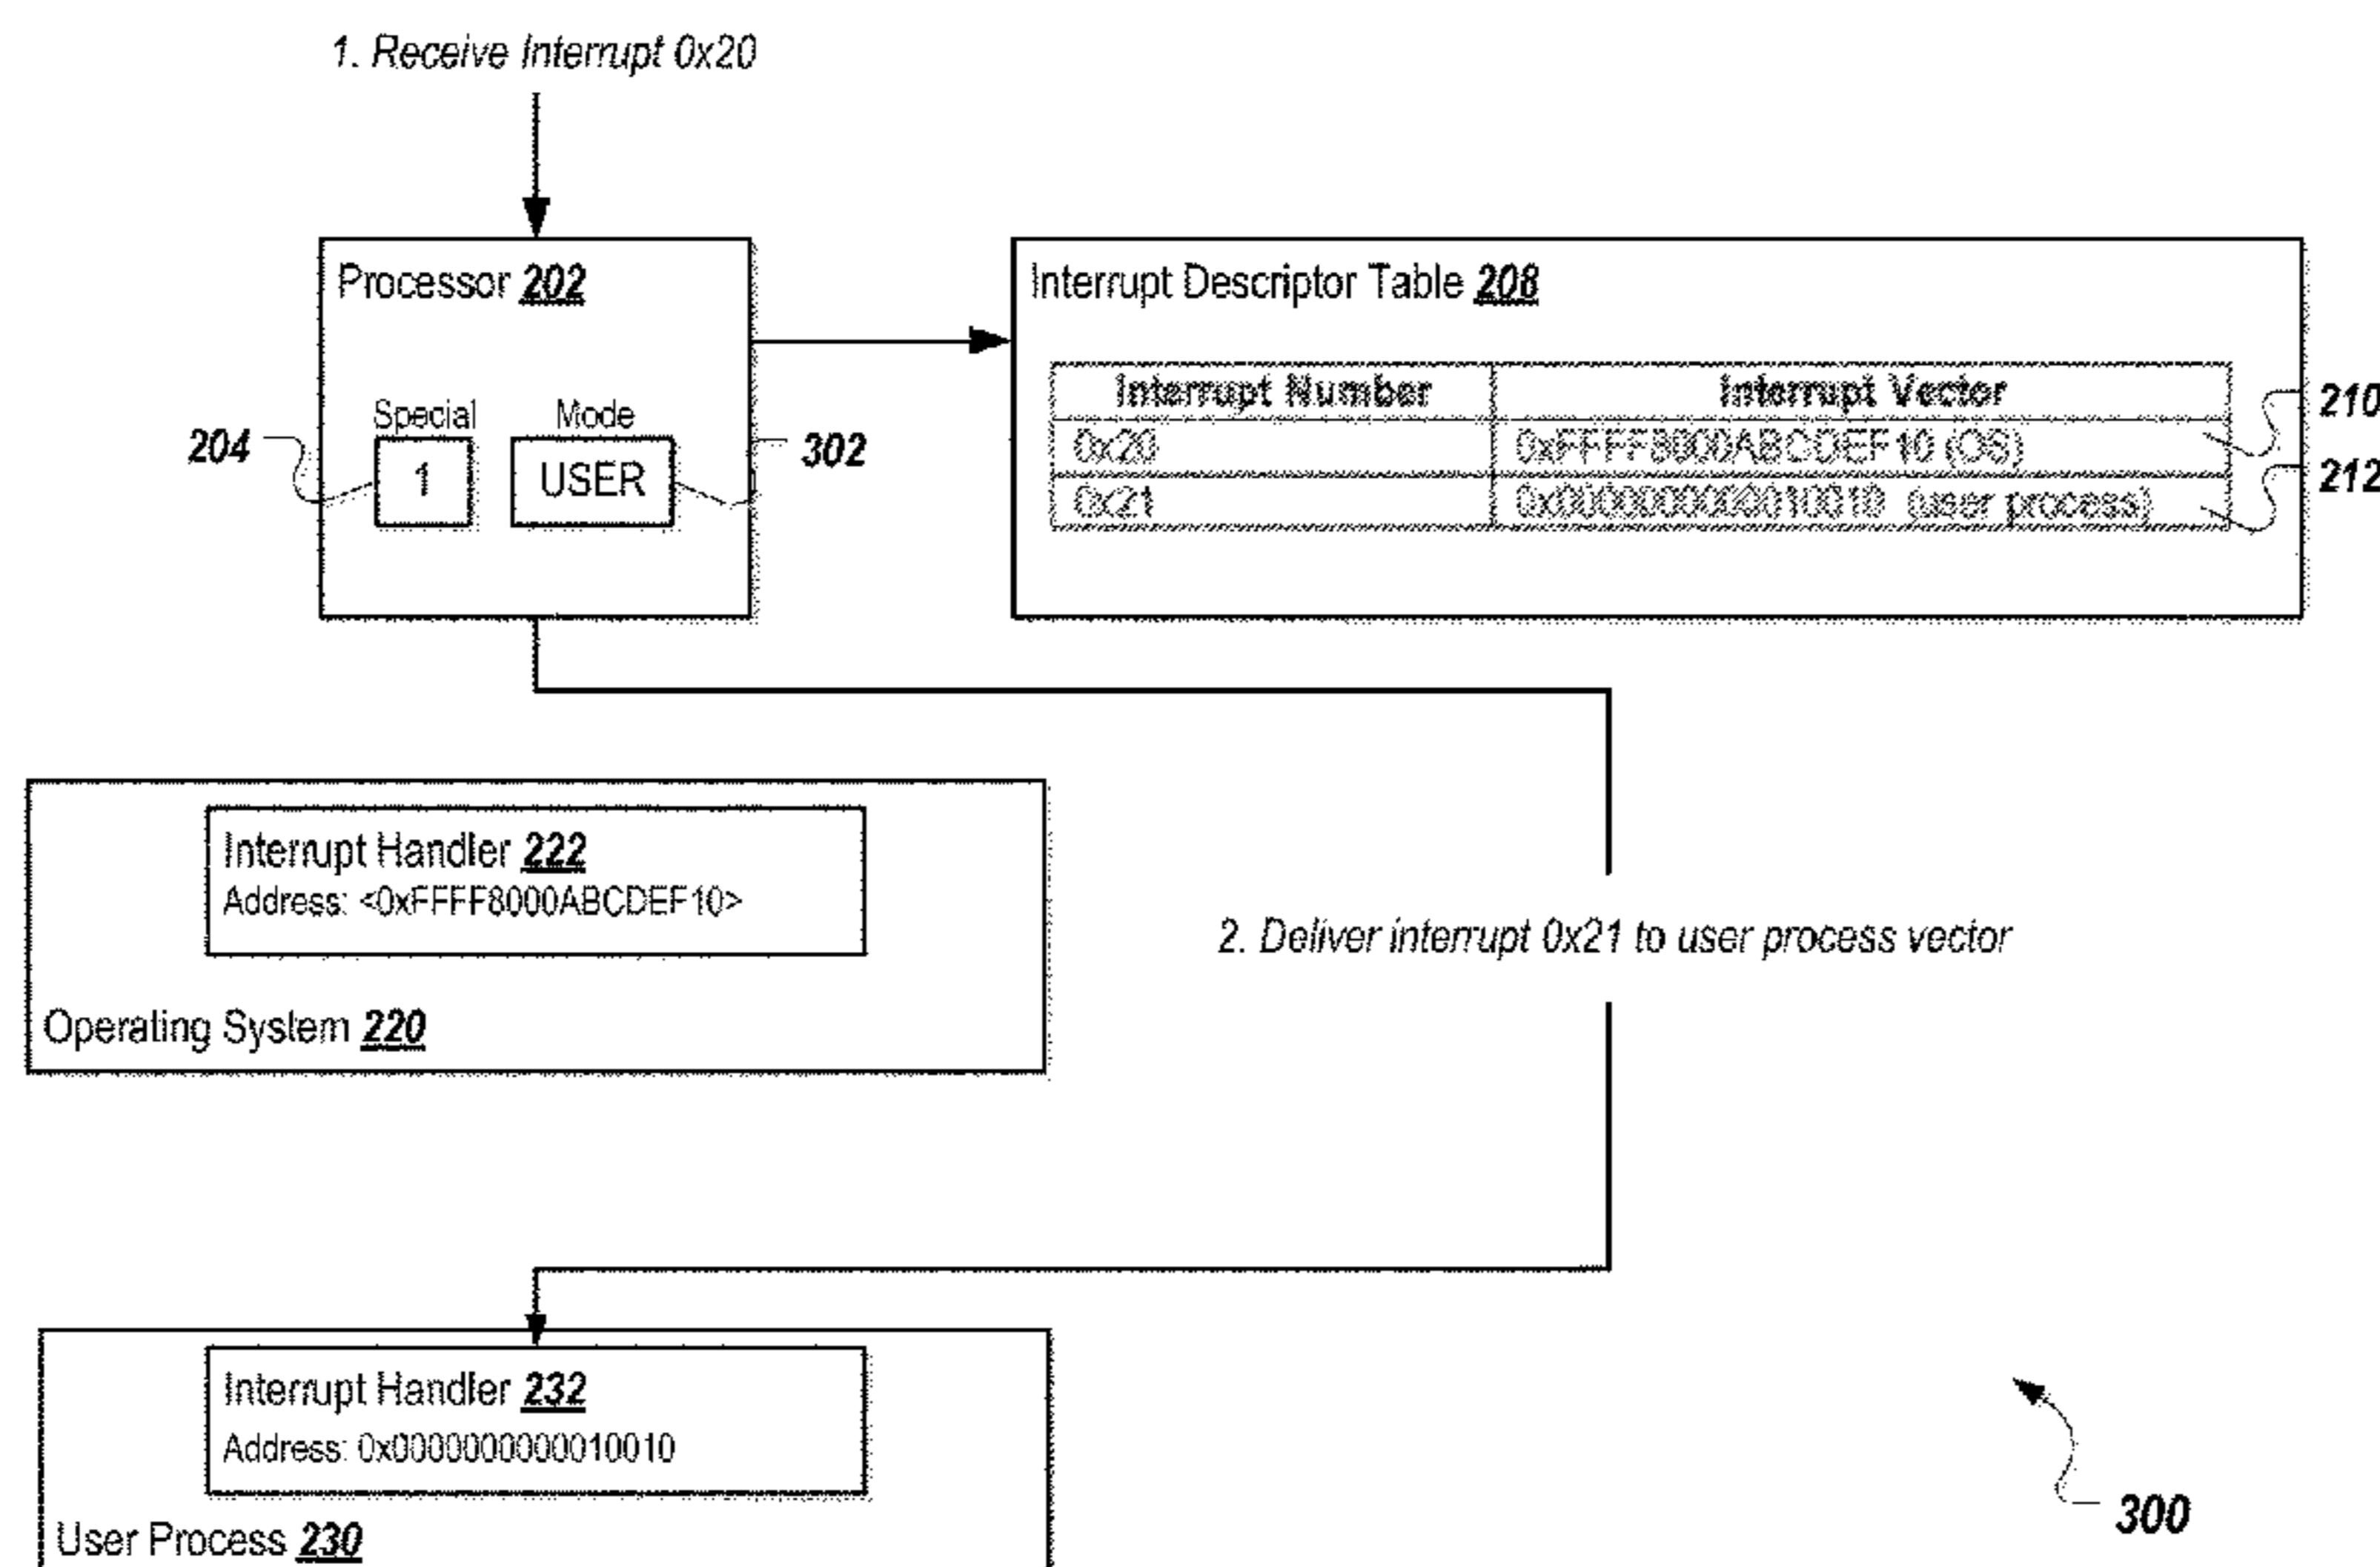 1. Receive Interrupt 0x20
Processor 202
Special Mode
204 1 USER 302
Interrupt Descriptor Table 208
Interrupt Number Interrupt Vector
0x20 0xFFFF8000ABCDEF10 (OS) 210
0x21 0x0000000000010010 (user process) 212
Interrupt Handler 222
Address: <0xFFFF8000ABCDEF10>
2. Deliver interrupt 0x21 to user process vector
Operating System 220
Interrupt Handler 232
Address: 0x0000000000010010
User Process 230
300